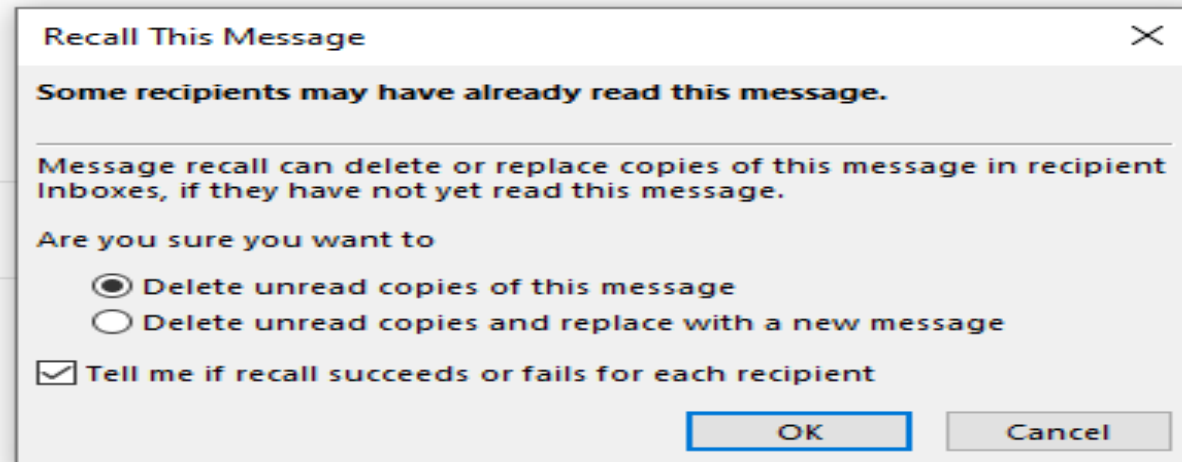 Recall This Message
Some recipients may have already read this message.
Message recall can delete or replace copies of this message in recipient
Inboxes, if they have not yet read this message.
Are you sure you want to
Delete unread copies of this message
Delete unread copies and replace with a new message
Tell me if recall succeeds or fails for each recipient
OK Cancel